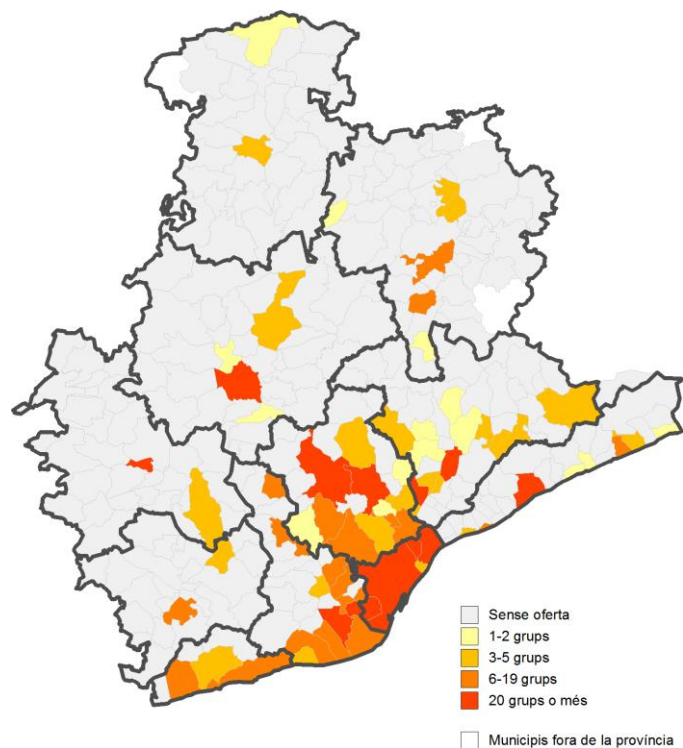 Sense oferta
1-2 grups
3-5 grups
6-19 grups
20 grups o més
Municipis fora de la província